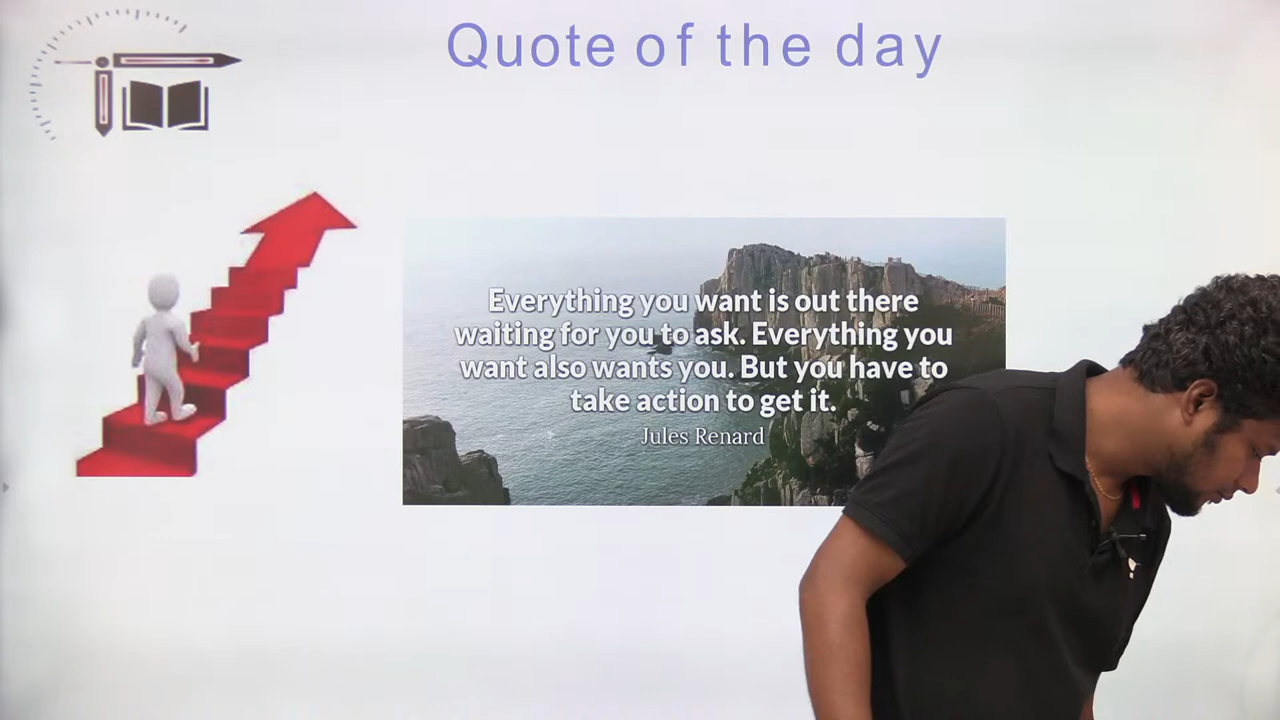 Quote of the day
Everything you want is out there
waiting for you to ask. Everything you
want also wants you. But you have to
take action to get it.
Jules Renard